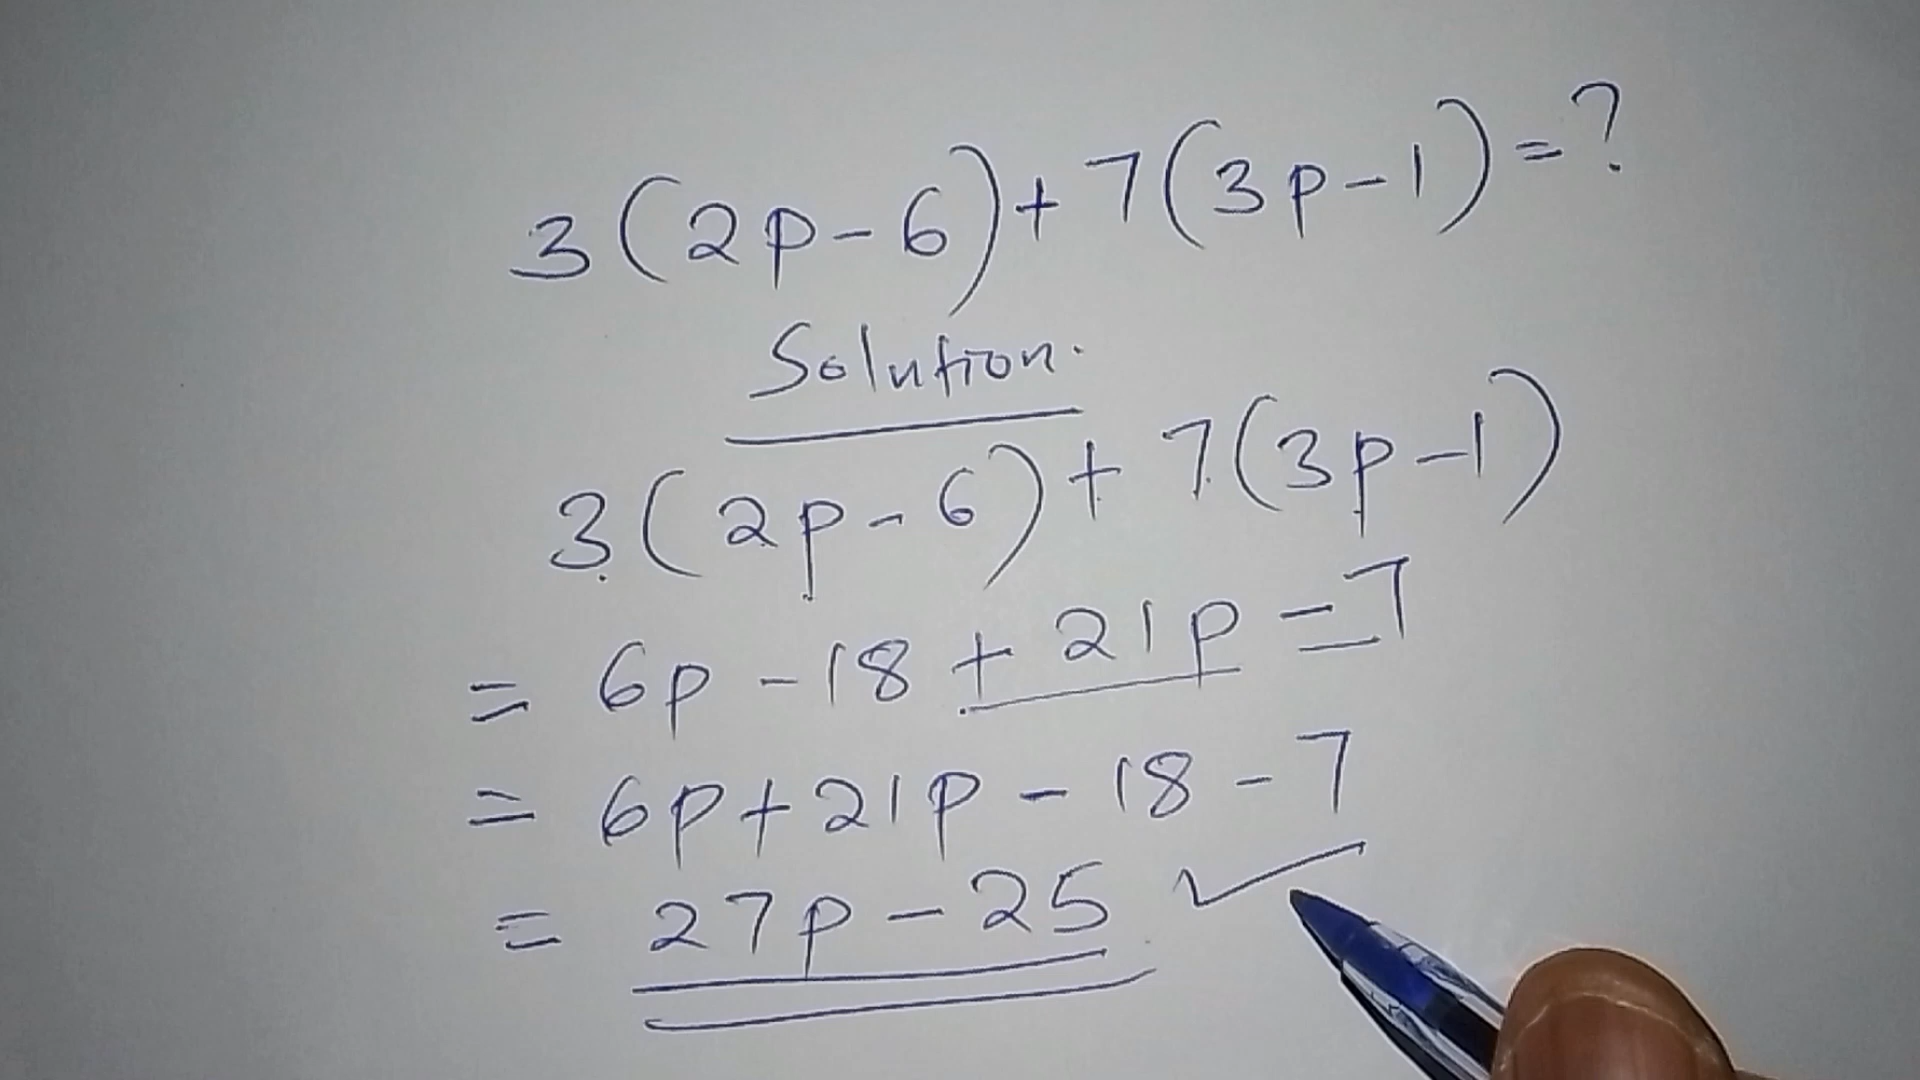 3(2p-6)+7(3p-1)=?
Solution.
3(2p-6)+7(3p-1)
= 6p-18+21p-7
= 6p+21p-18-7
= 27p-25 ✓